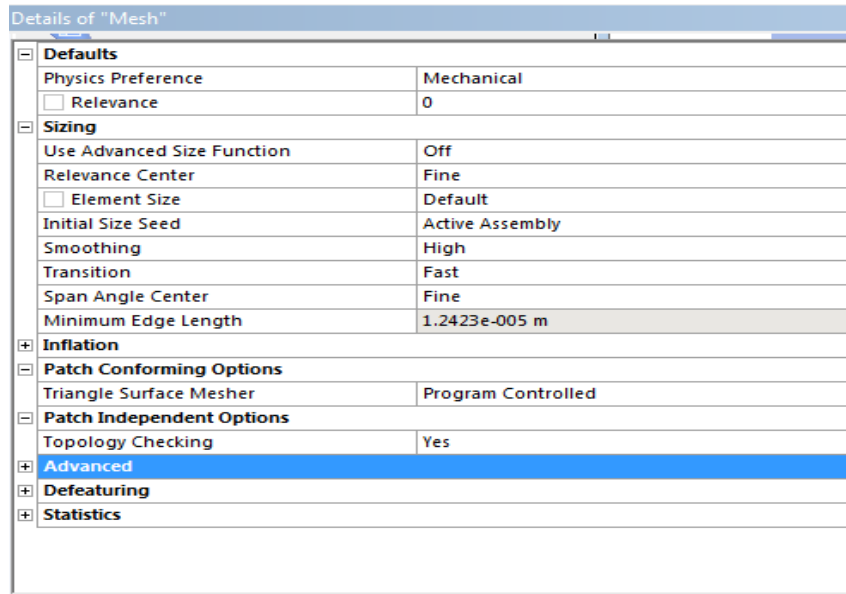 Details of "Mesh"
Defaults
Physics Preference Mechanical
Relevance 0
Sizing
Use Advanced Size Function Off
Relevance Center Fine
Element Size Default
Initial Size Seed Active Assembly
Smoothing High
Transition Fast
Span Angle Center Fine
Minimum Edge Length 1.2423e-005 m
Inflation
Patch Conforming Options
Triangle Surface Mesher Program Controlled
Patch Independent Options
Topology Checking Yes
Advanced
Defeaturing
Statistics